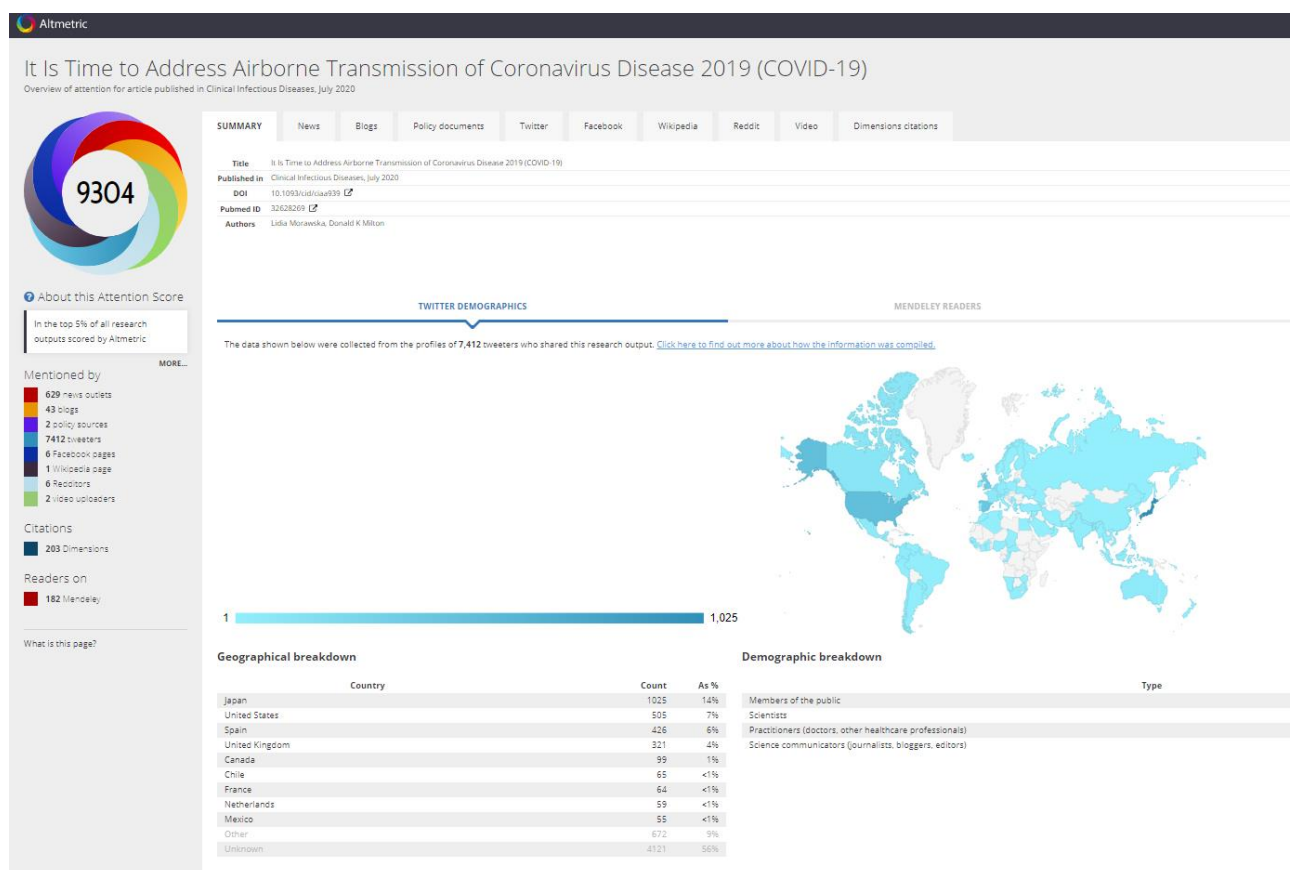 Altmetric
It Is Time to Address Airborne Transmission of Coronavirus Disease 2019 (COVID-19)
Overview of attention for article published in Clinical Infectious Diseases, July 2020
9304
SUMMARY News Blogs Policy documents Twitter Facebook Wikipedia Reddit Video Dimensions citations
Title It Is Time to Address Airborne Transmission of Coronavirus Disease 2019 (COVID-19)
Published in Clinical Infectious Diseases, July 2020
DOI 10.1093/cid/ciaa939
Pubmed ID 32628269
Authors Lidia Morawska, Donald K Milton
? About this Attention Score
In the top 5% of all research
outputs scored by Altmetric
MORE...
Mentioned by
629 news outlets
43 blogs
2 policy sources
7412 tweeters
6 Facebook pages
1 Wikipedia page
6 Redditors
2 video uploaders
Citations
203 Dimensions
Readers on
182 Mendeley
What is this page?
TWITTER DEMOGRAPHICS MENDELEY READERS
The data shown below were collected from the profiles of 7,412 tweeters who shared this research output. Click here to find out more about how the information was compiled.
1 1,025
Geographical breakdown
Country Count As %
Japan 1025 14%
United States 505 7%
Spain 426 6%
United Kingdom 321 4%
Canada 99 1%
Chile 65 <1%
France 64 <1%
Netherlands 59 <1%
Mexico 55 <1%
Other 672 9%
Unknown 4121 56%
Demographic breakdown
Type
Members of the public
Scientists
Practitioners (doctors, other healthcare professionals)
Science communicators (journalists, bloggers, editors)